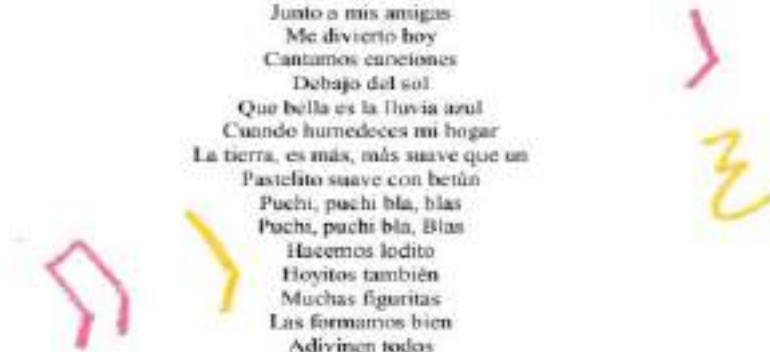 Junto a mis amigas
Me divierto hoy
Cantamos canciones
Debajo del sol
Que bella es la lluvia azul
Cuando humedeces mi hogar
La tierra, es más, más suave que un
Pastelito suave con betún
Puchi, puchi bla, blas
Puchi, puchi bla, Blas
Hacemos lodito
Hoyitos también
Muchas figuritas
Las formamos bien
Adivinen todos